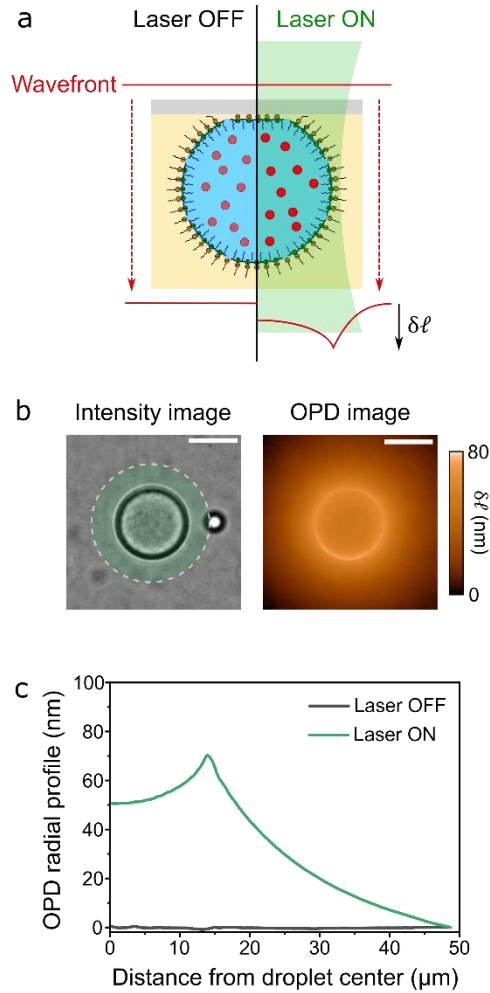 a
Laser OFF
Laser ON
Wavefront
δℓ
b
Intensity image
OPD image
80
δℓ (nm)
0
c
OPD radial profile (nm)
100
80
60
40
20
0
Laser OFF
Laser ON
0
10
20
30
40
50
Distance from droplet center (µm)